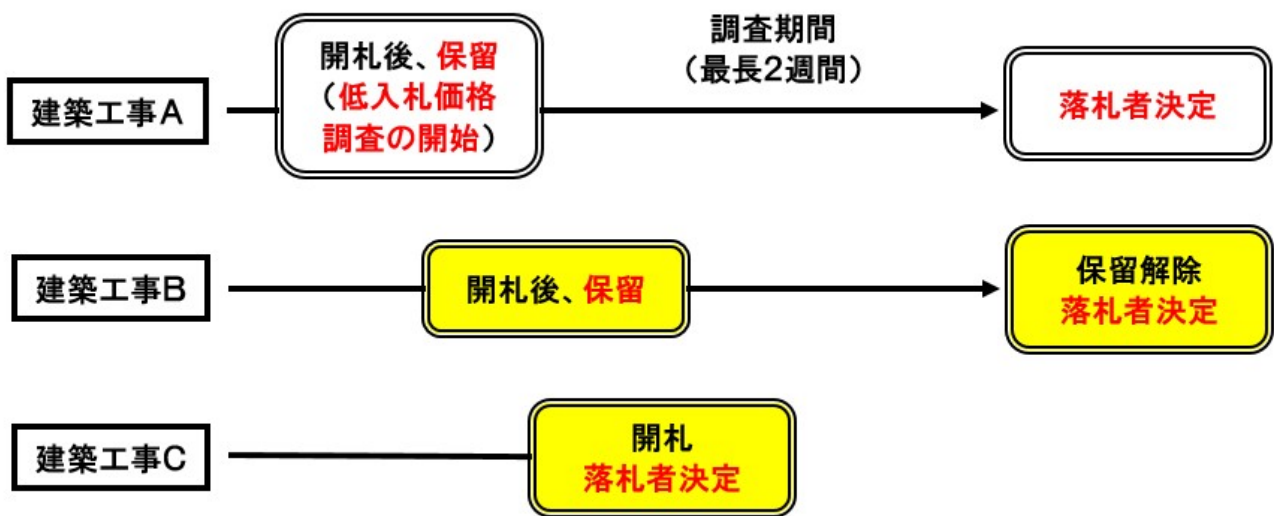 建築工事A
開札後、保留
（低入札価格
調査の開始）
調査期間
（最長2週間）
落札者決定
建築工事B
開札後、保留
保留解除
落札者決定
建築工事C
開札
落札者決定